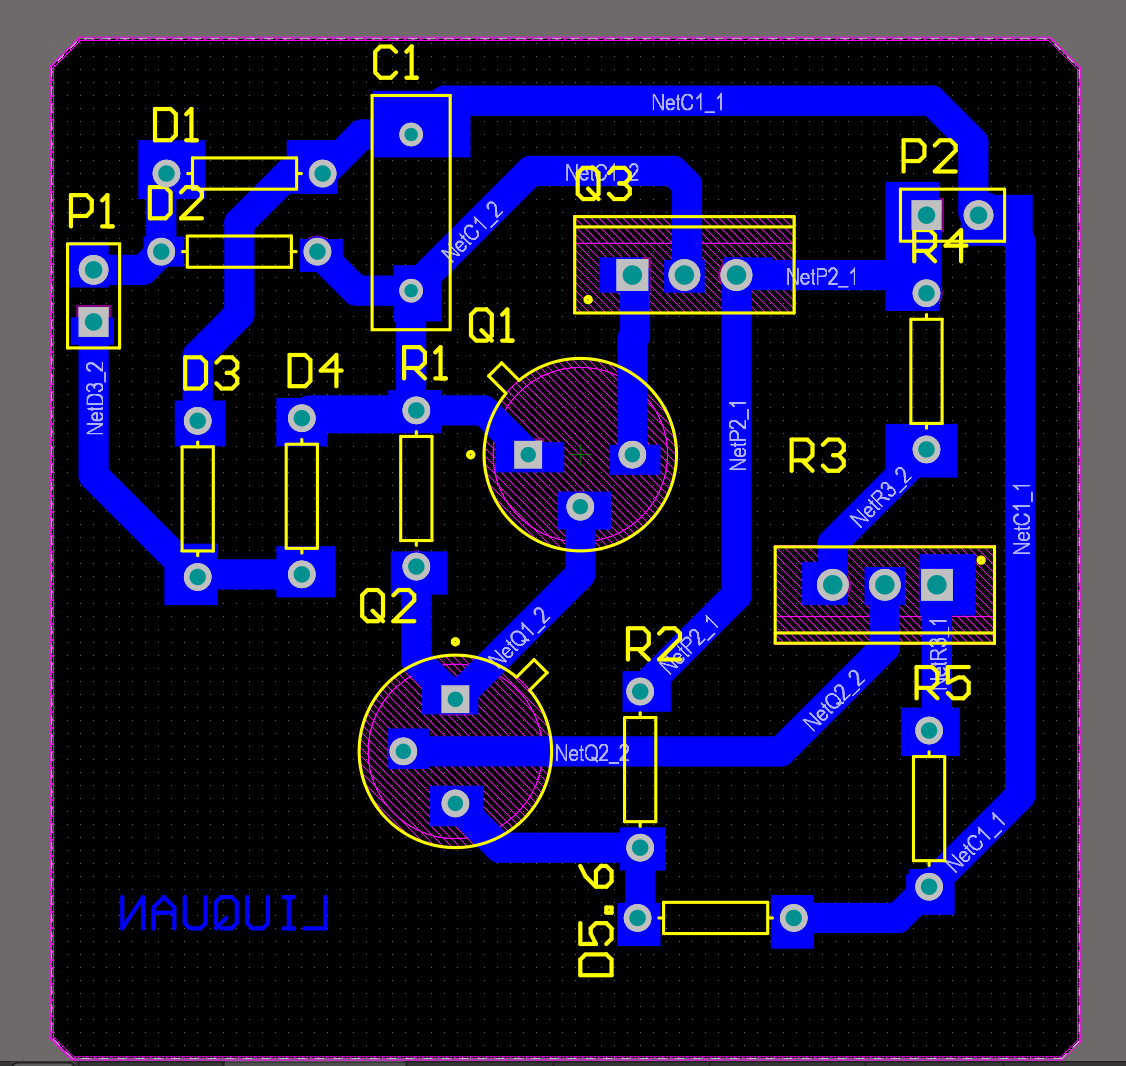 C1
NetC1_1
D1
P2
NetC1_2
Q3
D2
P1
NetC1_2
R4
NetP2_1
Q1
R1
D3
D4
NetD3_2
NetP2_1
R3
NetR3_2
NetC1_1
Q2
NetQ1_2
R2
NetP2_1
NetR3_1
R5
NetQ2_2
NetQ2_2
NetC1_1
D5.6
LIUQUAN